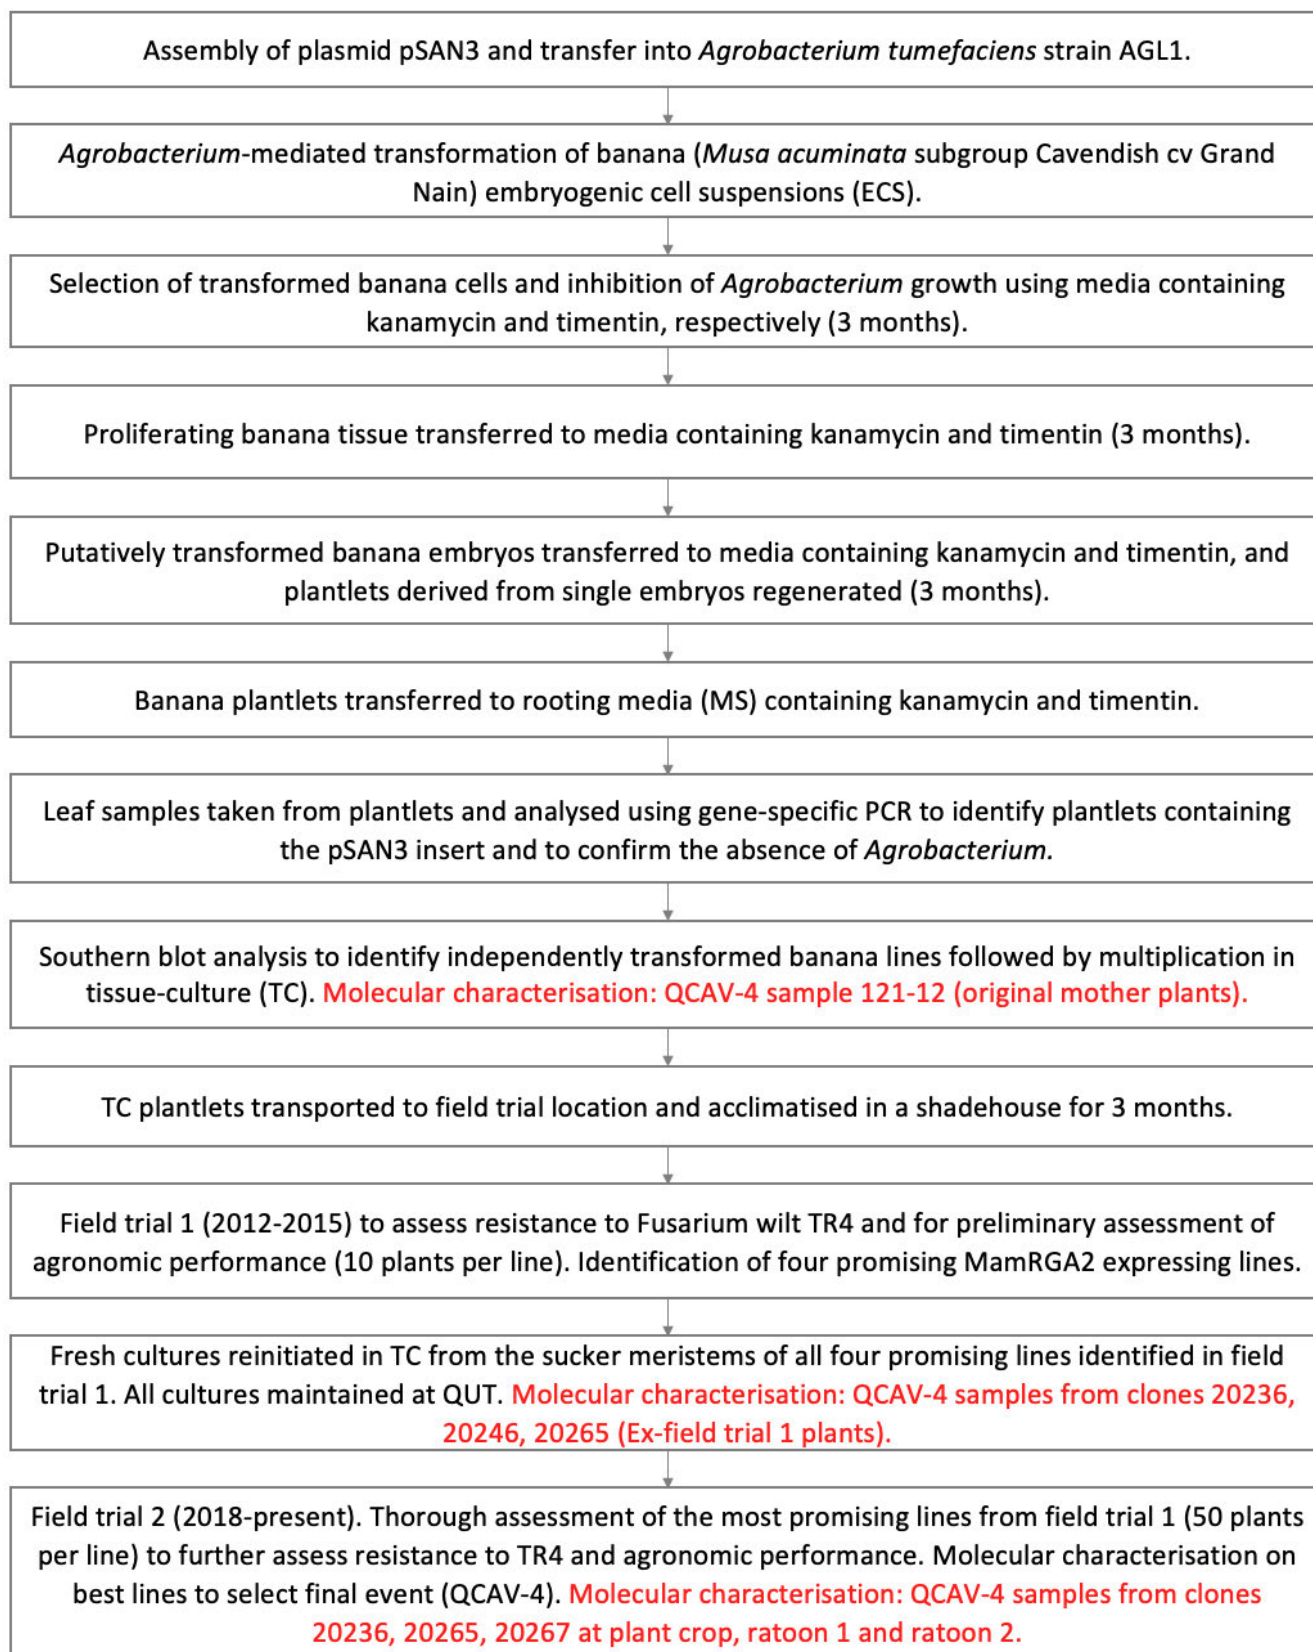 Assembly of plasmid pSAN3 and transfer into Agrobacterium tumefaciens strain AGL1.
Agrobacterium-mediated transformation of banana (Musa acuminata subgroup Cavendish cv Grand
Nain) embryogenic cell suspensions (ECS).
Selection of transformed banana cells and inhibition of Agrobacterium growth using media containing
kanamycin and timentin, respectively (3 months).
Proliferating banana tissue transferred to media containing kanamycin and timentin (3 months).
Putatively transformed banana embryos transferred to media containing kanamycin and timentin, and
plantlets derived from single embryos regenerated (3 months).
Banana plantlets transferred to rooting media (MS) containing kanamycin and timentin.
Leaf samples taken from plantlets and analysed using gene-specific PCR to identify plantlets containing
the pSAN3 insert and to confirm the absence of Agrobacterium.
Southern blot analysis to identify independently transformed banana lines followed by multiplication in
tissue-culture (TC). Molecular characterisation: QCAV-4 sample 121-12 (original mother plants).
TC plantlets transported to field trial location and acclimatised in a shadehouse for 3 months.
Field trial 1 (2012-2015) to assess resistance to Fusarium wilt TR4 and for preliminary assessment of
agronomic performance (10 plants per line). Identification of four promising MamRGA2 expressing lines.
Fresh cultures reinitiated in TC from the sucker meristems of all four promising lines identified in field
trial 1. All cultures maintained at QUT. Molecular characterisation: QCAV-4 samples from clones 20236,
20246, 20265 (Ex-field trial 1 plants).
Field trial 2 (2018-present). Thorough assessment of the most promising lines from field trial 1 (50 plants
per line) to further assess resistance to TR4 and agronomic performance. Molecular characterisation on
best lines to select final event (QCAV-4). Molecular characterisation: QCAV-4 samples from clones
20236, 20265, 20267 at plant crop, ratoon 1 and ratoon 2.